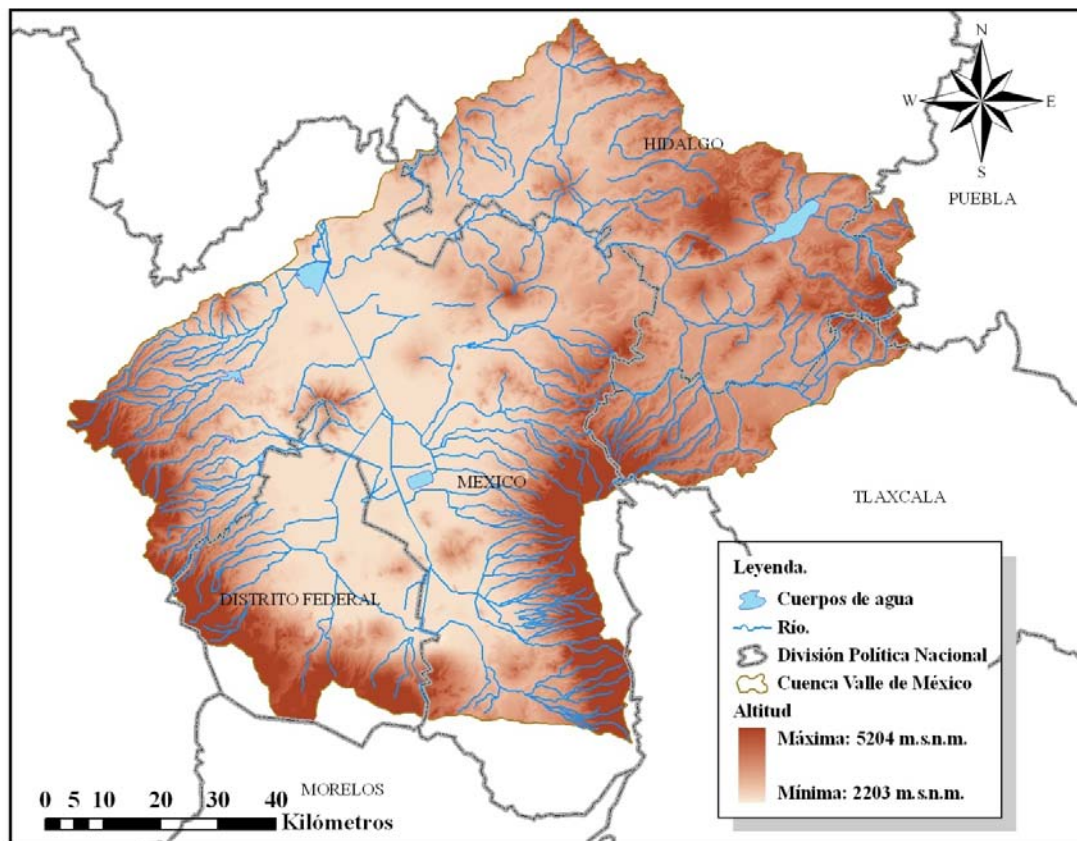 N
W
E
S
HIDALGO
PUEBLA
MEXICO
TLAXCALA
DISTRITO FEDERAL
MORELOS
Leyenda.
Cuerpos de agua
Río.
División Política Nacional
Cuenca Valle de México
Altitud
Máxima: 5204 m.s.n.m.
Mínima: 2203 m.s.n.m.
0 5 10 20 30 40
Kilómetros